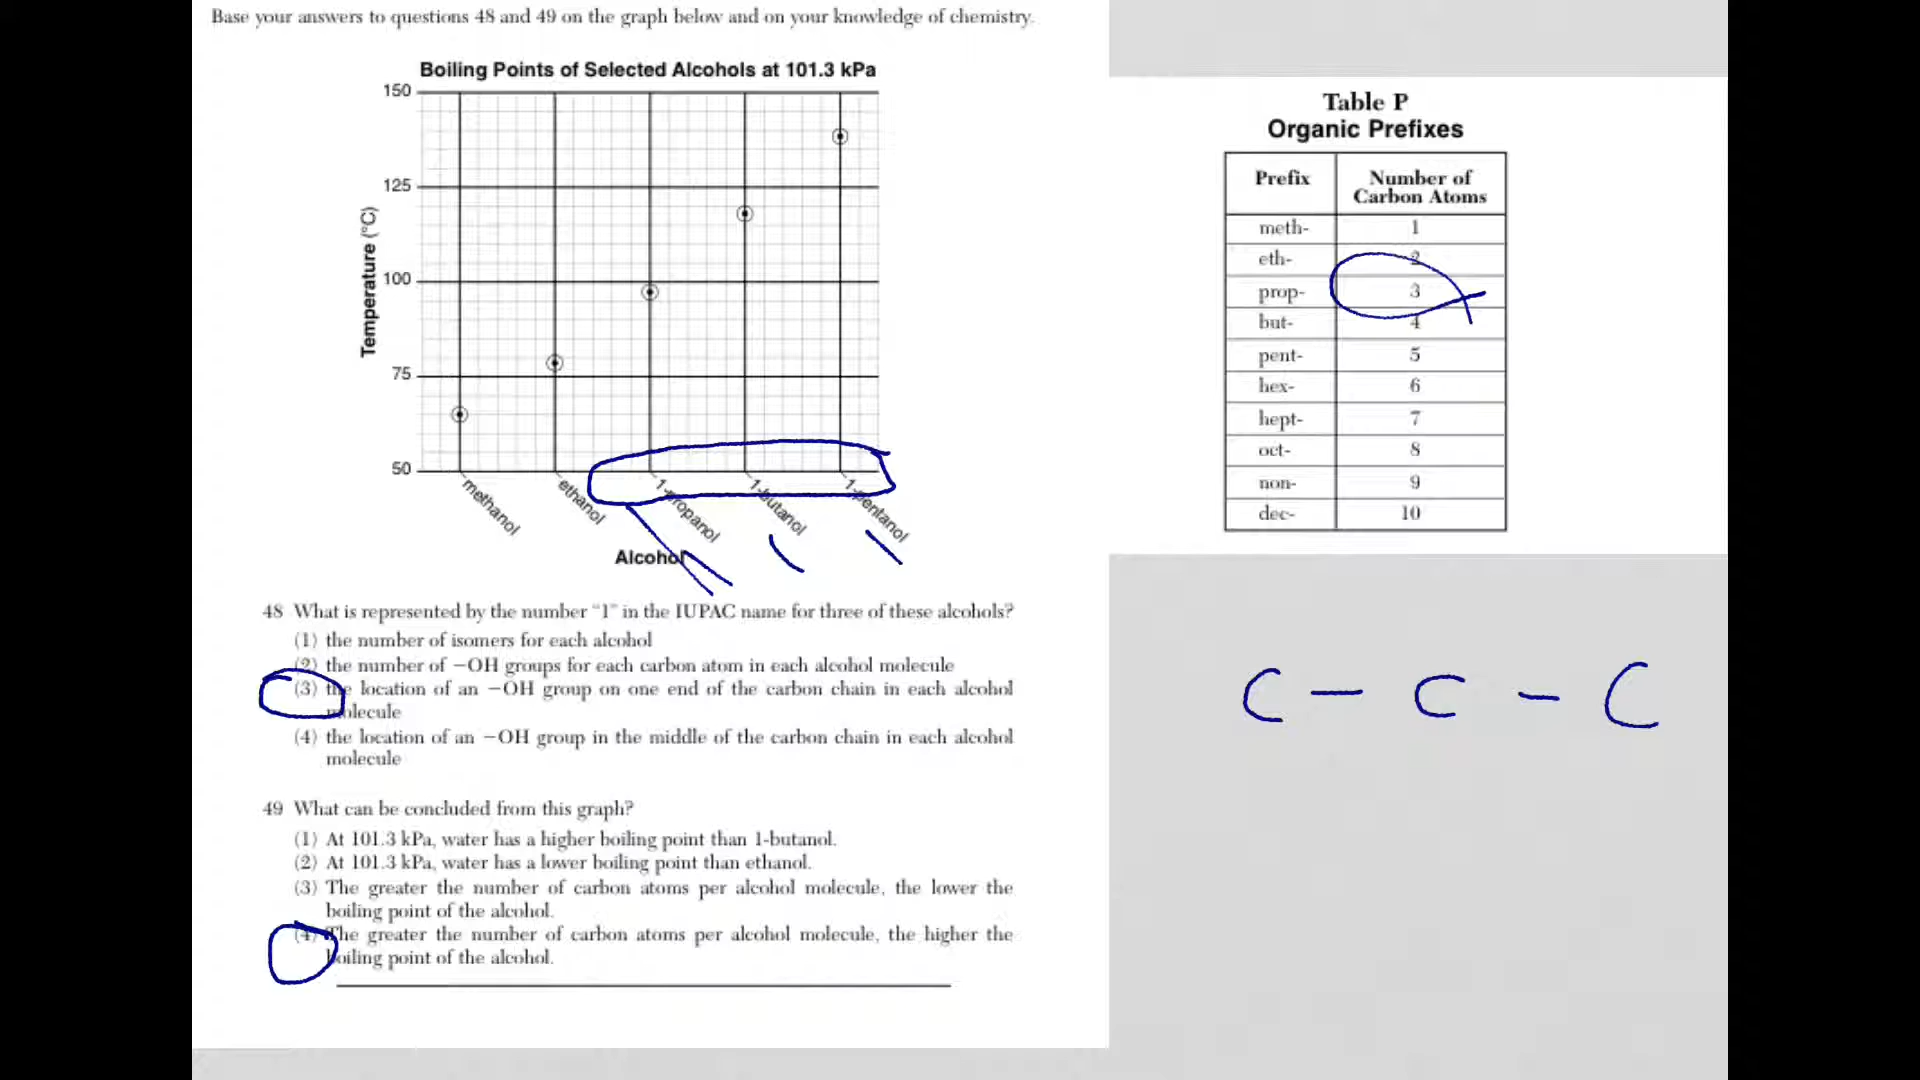 Base your answers to questions 48 and 49 on the graph below and on your knowledge of chemistry.
Boiling Points of Selected Alcohols at 101.3 kPa
150
125
100
75
50
Temperature (°C)
methanol
ethanol
1-propanol
1-butanol
1-pentanol
Alcohol
48 What is represented by the number “1” in the IUPAC name for three of these alcohols?
(1) the number of isomers for each alcohol
(2) the number of −OH groups for each carbon atom in each alcohol molecule
(3) the location of an −OH group on one end of the carbon chain in each alcohol
molecule
(4) the location of an −OH group in the middle of the carbon chain in each alcohol
molecule
49 What can be concluded from this graph?
(1) At 101.3 kPa, water has a higher boiling point than 1-butanol.
(2) At 101.3 kPa, water has a lower boiling point than ethanol.
(3) The greater the number of carbon atoms per alcohol molecule, the lower the
boiling point of the alcohol.
(4) The greater the number of carbon atoms per alcohol molecule, the higher the
boiling point of the alcohol.
Table P
Organic Prefixes
Prefix Number of
Carbon Atoms
meth- 1
eth- 2
prop- 3
but- 4
pent- 5
hex- 6
hept- 7
oct- 8
non- 9
dec- 10
C – C – C